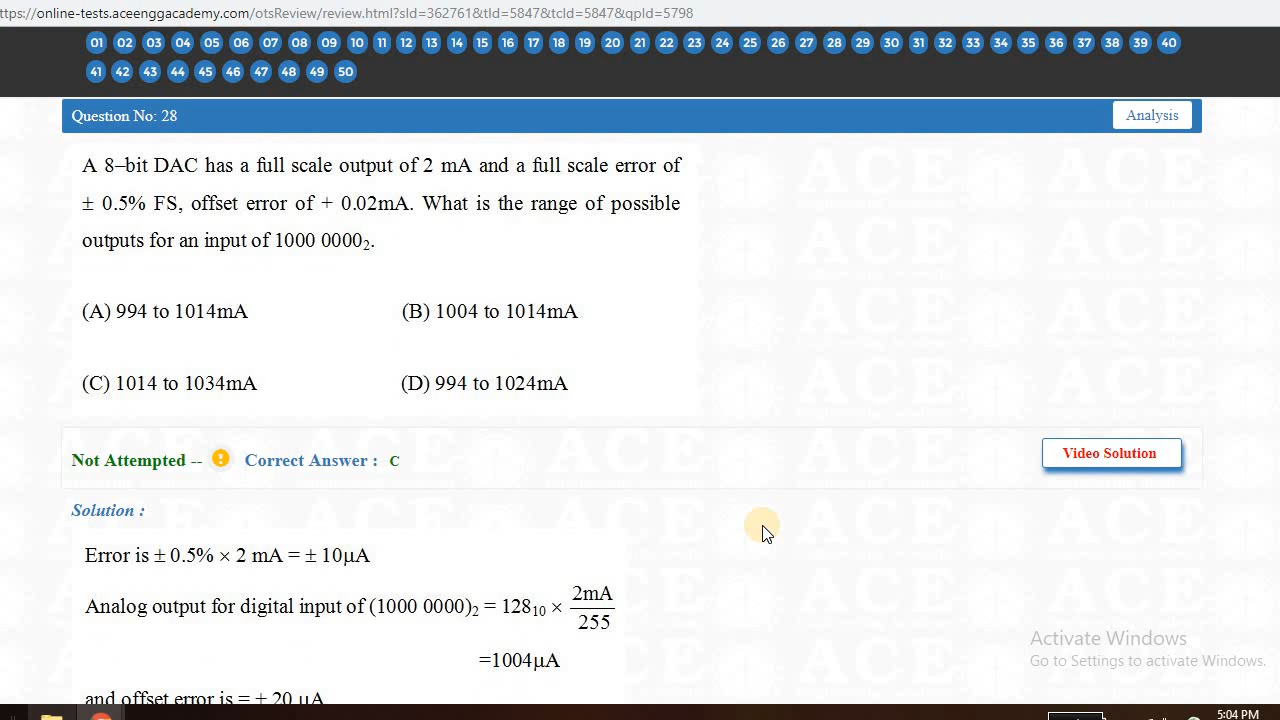 ttps://online-tests.aceenggacademy.com/otsReview/review.html?sId=362761&tId=5847&tcId=5847&qpId=5798
01 02 03 04 05 06 07 08 09 10 11 12 13 14 15 16 17 18 19 20 21 22 23 24 25 26 27 28 29 30 31 32 33 34 35 36 37 38 39 40
41 42 43 44 45 46 47 48 49 50
Question No: 28 Analysis
A 8–bit DAC has a full scale output of 2 mA and a full scale error of
± 0.5% FS, offset error of + 0.02mA. What is the range of possible
outputs for an input of 1000 0000₂.
(A) 994 to 1014mA (B) 1004 to 1014mA
(C) 1014 to 1034mA (D) 994 to 1024mA
Not Attempted -- ! Correct Answer : C Video Solution
Solution :
Error is ± 0.5% × 2 mA = ± 10µA
Analog output for digital input of (1000 0000)₂ = 128₁₀ × 2mA
255
=1004µA
and offset error is = + 20 µA
Activate Windows
Go to Settings to activate Windows.
5:04 PM